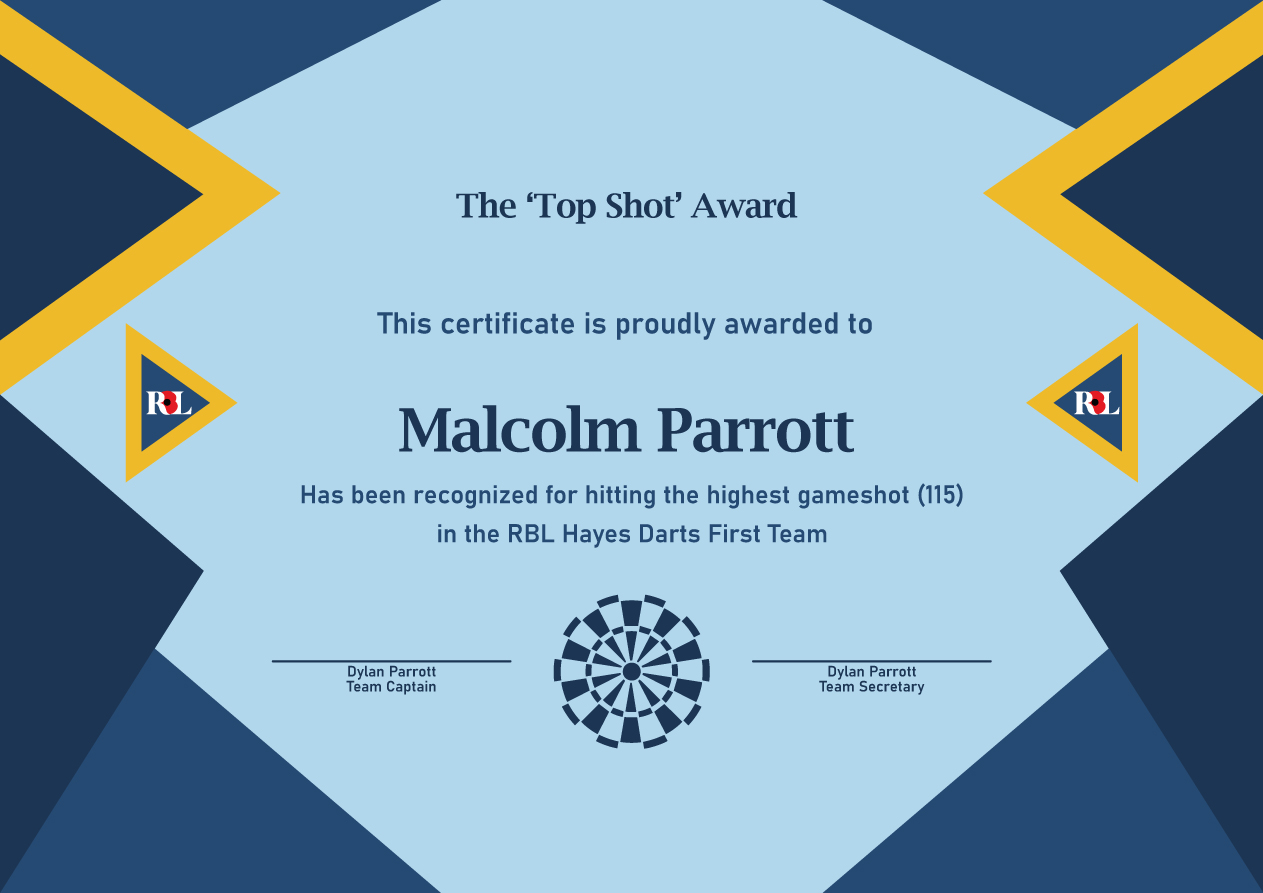 The ‘Top Shot’ Award
This certificate is proudly awarded to
RBL
RBL
Malcolm Parrott
Has been recognized for hitting the highest gameshot (115)
in the RBL Hayes Darts First Team
Dylan Parrott
Team Captain
Dylan Parrott
Team Secretary